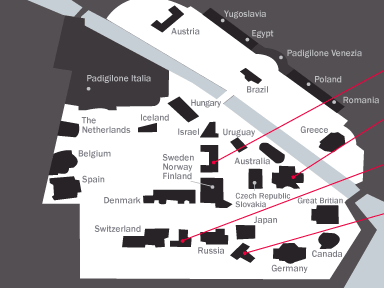 Yugoslavia
Austria
Egypt
Padiglione Venezia
Padiglione Italia
Poland
Brazil
Romania
Hungary
The
Netherlands
Iceland
Israel
Uruguay
Greece
Belgium
Sweden
Norway
Finland
Australia
Spain
Denmark
Czech Republic
Slovakia
Great Britian
Switzerland
Japan
Russia
Canada
Germany